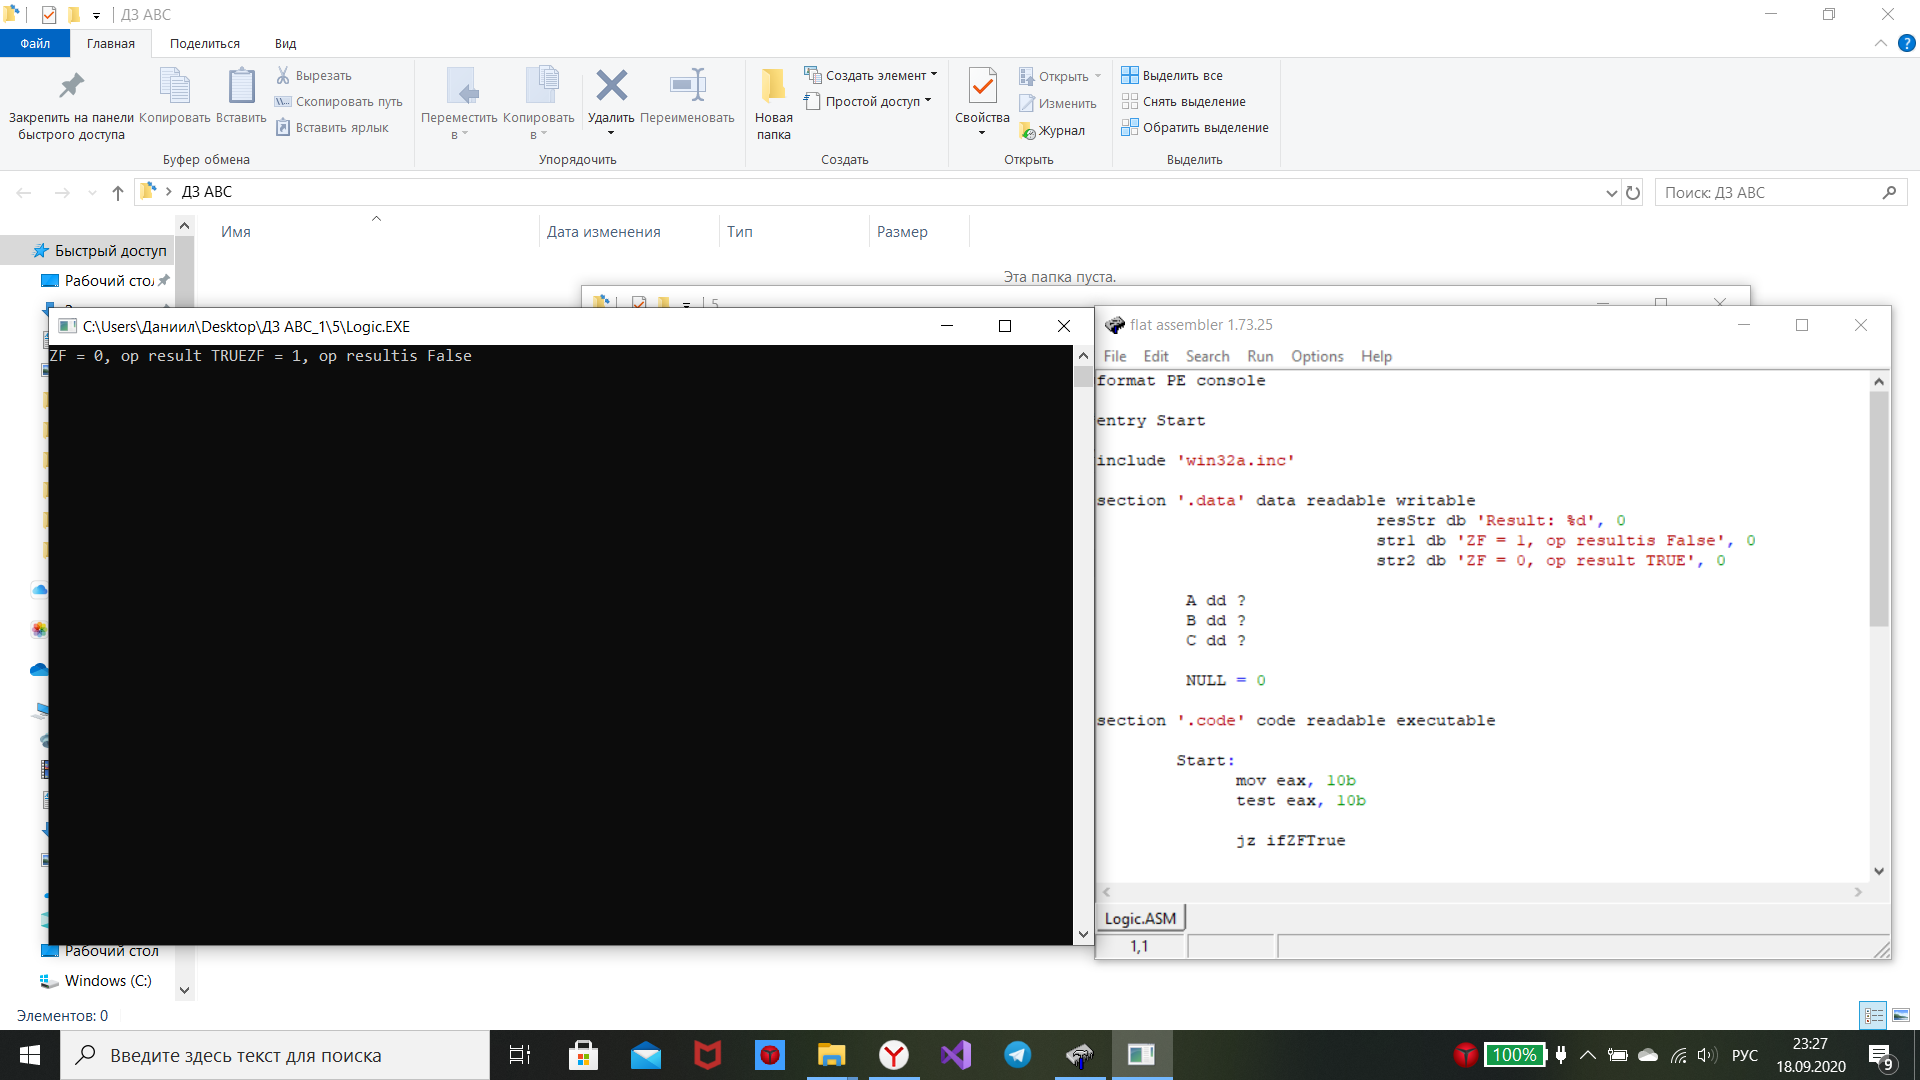 ДЗ АВС
Файл
Главная
Поделиться
Вид
Закрепить на панели быстрого доступа
Копировать
Вставить
Вырезать
Скопировать путь
Вставить ярлык
Буфер обмена
Переместить в
Копировать в
Удалить
Переименовать
Упорядочить
Новая папка
Создать элемент
Простой доступ
Создать
Свойства
Открыть
Изменить
Журнал
Открыть
Выделить все
Снять выделение
Обратить выделение
Выделить
ДЗ АВС
Поиск: ДЗ АВС
Имя
Дата изменения
Тип
Размер
Эта папка пуста.
Быстрый доступ
Рабочий стол
5
C:\Users\Даниил\Desktop\ДЗ АВС_1\5\Logic.EXE
ZF = 0, op result TRUEZF = 1, op resultis False
flat assembler 1.73.25
File Edit Search Run Options Help
format PE console
entry Start
include 'win32a.inc'
section '.data' data readable writable
resStr db 'Result: %d', 0
str1 db 'ZF = 1, op resultis False', 0
str2 db 'ZF = 0, op result TRUE', 0
A dd ?
B dd ?
C dd ?
NULL = 0
section '.code' code readable executable
Start:
mov eax, 10b
test eax, 10b
jz ifZFTrue
Logic.ASM
1,1
Рабочий стол
Windows (C:)
Элементов: 0
Введите здесь текст для поиска
100%
РУС
23:27
18.09.2020
9